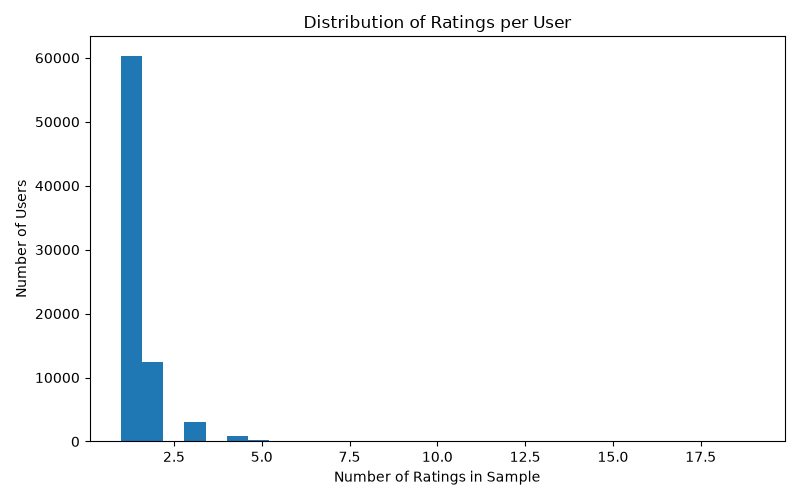 Distribution of Ratings per User
Number of Users
60000
50000
40000
30000
20000
10000
0
2.5 5.0 7.5 10.0 12.5 15.0 17.5
Number of Ratings in Sample